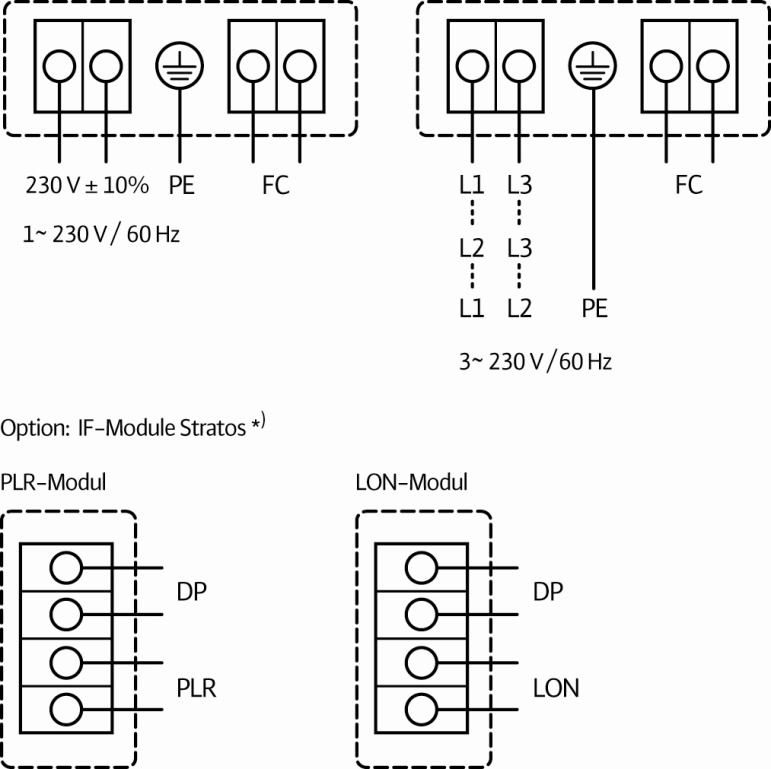 230 V ± 10% PE FC
1~ 230 V / 60 Hz
L1 L3 FC
L2 L3
L1 L2 PE
3~ 230 V / 60 Hz
Option: IF-Module Stratos *)
PLR-Modul
DP
PLR
LON-Modul
DP
LON